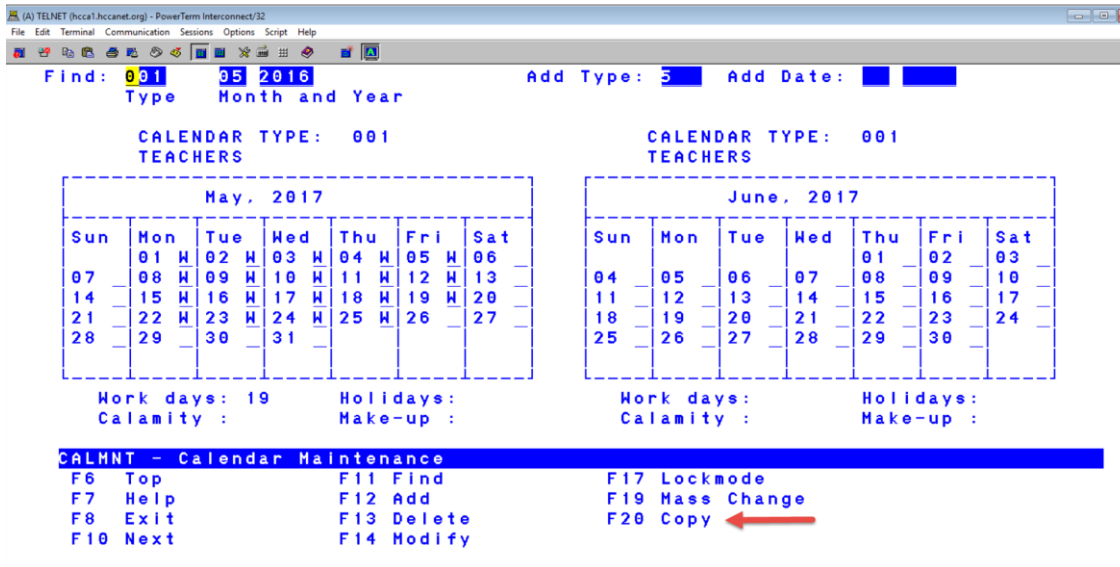 (A) TELNET (hcca1.hccanet.org) - PowerTerm Interconnect/32
File Edit Terminal Communication Sessions Options Script Help
Find: 001 05 2016 Add Type: 5 Add Date:
Type Month and Year
CALENDAR TYPE: 001 CALENDAR TYPE: 001
TEACHERS TEACHERS
May, 2017 June, 2017
Sun Mon Tue Wed Thu Fri Sat Sun Mon Tue Wed Thu Fri Sat
01 W 02 W 03 W 04 W 05 W 06 _ 01 _ 02 _ 03 _
07 _ 08 W 09 W 10 W 11 W 12 W 13 _ 04 _ 05 _ 06 _ 07 _ 08 _ 09 _ 10 _
14 _ 15 W 16 W 17 W 18 W 19 W 20 _ 11 _ 12 _ 13 _ 14 _ 15 _ 16 _ 17 _
21 _ 22 W 23 W 24 W 25 W 26 _ 27 _ 18 _ 19 _ 20 _ 21 _ 22 _ 23 _ 24 _
28 _ 29 _ 30 _ 31 _ 25 _ 26 _ 27 _ 28 _ 29 _ 30 _
Work days: 19 Holidays: Work days: Holidays:
Calamity : Make-up : Calamity : Make-up :
CALMNT - Calendar Maintenance
F6 Top F11 Find F17 Lockmode
F7 Help F12 Add F19 Mass Change
F8 Exit F13 Delete F20 Copy
F10 Next F14 Modify